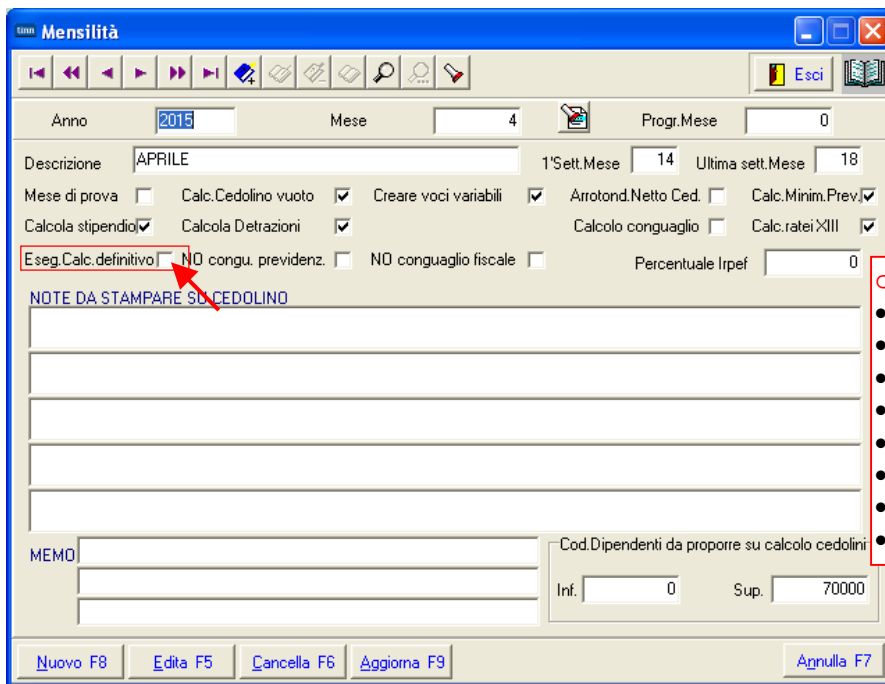 tinn Mensilità
Esci
Anno 2015 Mese 4 Progr.Mese 0
Descrizione APRILE 1'Sett.Mese 14 Ultima sett.Mese 18
Mese di prova Calc.Cedolino vuoto Creare voci variabili Arrotond.Netto Ced. Calc.Minim.Prev.
Calcola stipendio Calcola Detrazioni Calcolo conguaglio Calc.ratei XIII
Eseg.Calc.definitivo NO congu. previdenz. NO conguaglio fiscale Percentuale Irpef 0
NOTE DA STAMPARE SU CEDOLINO
MEMO
Cod.Dipendenti da proporre su calcolo cedolini
Inf. 0 Sup. 70000
Nuovo F8 Edita F5 Cancella F6 Aggiorna F9 Annulla F7